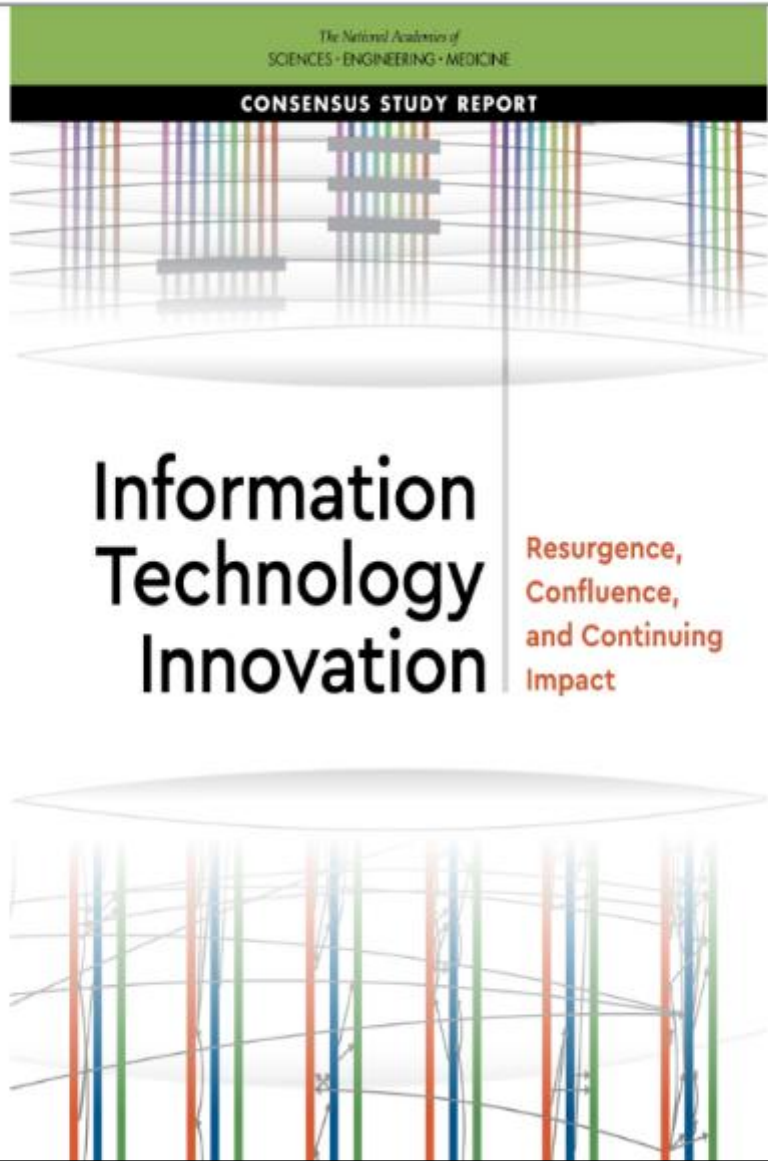 The National Academies of
SCIENCES · ENGINEERING · MEDICINE
CONSENSUS STUDY REPORT
Information
Technology
Innovation
Resurgence,
Confluence,
and Continuing
Impact